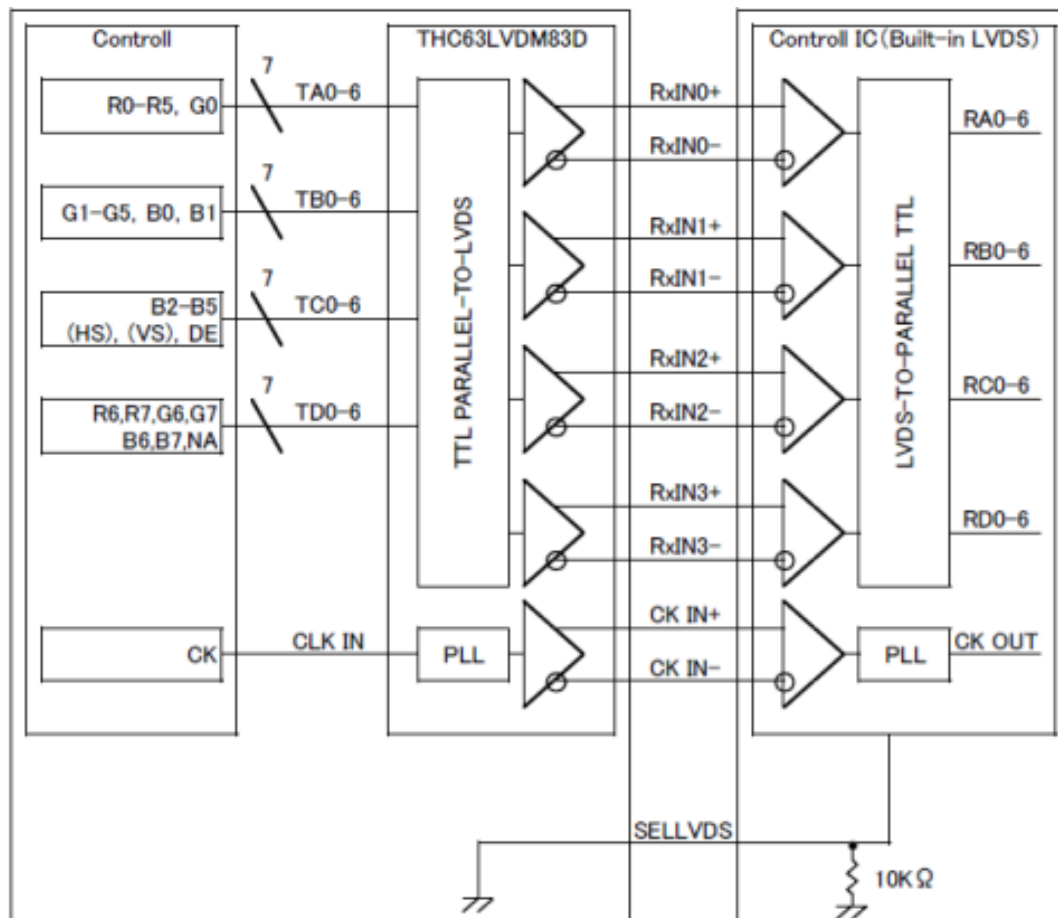 Controll
THC63LVDM83D
Controll IC(Built-in LVDS)
7
R0-R5, G0
TA0-6
RxIN0+
RxIN0-
RA0-6
7
G1-G5, B0, B1
TB0-6
RxIN1+
RxIN1-
RB0-6
7
B2-B5
(HS), (VS), DE
TC0-6
RxIN2+
RxIN2-
RC0-6
7
R6,R7,G6,G7
B6,B7,NA
TD0-6
RxIN3+
RxIN3-
RD0-6
TTL PARALLEL-TO-LVDS
LVDS-TO-PARALLEL TTL
CK
CLK IN
PLL
CK IN+
CK IN-
PLL
CK OUT
SELLVDS
10KΩ